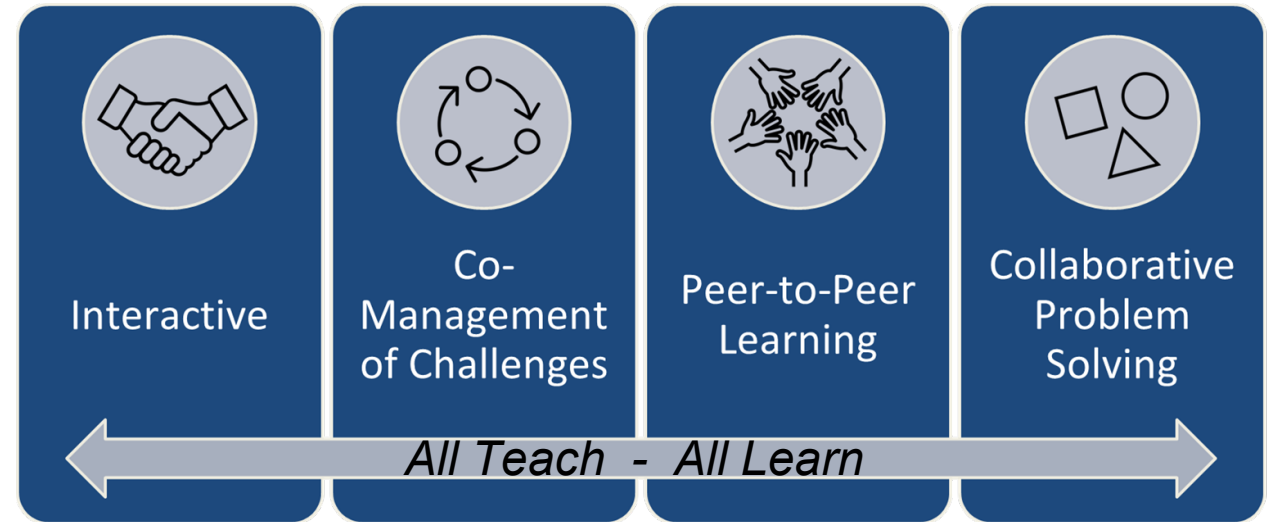 Interactive
Co-
Management
of Challenges
Peer-to-Peer
Learning
Collaborative
Problem
Solving
All Teach - All Learn